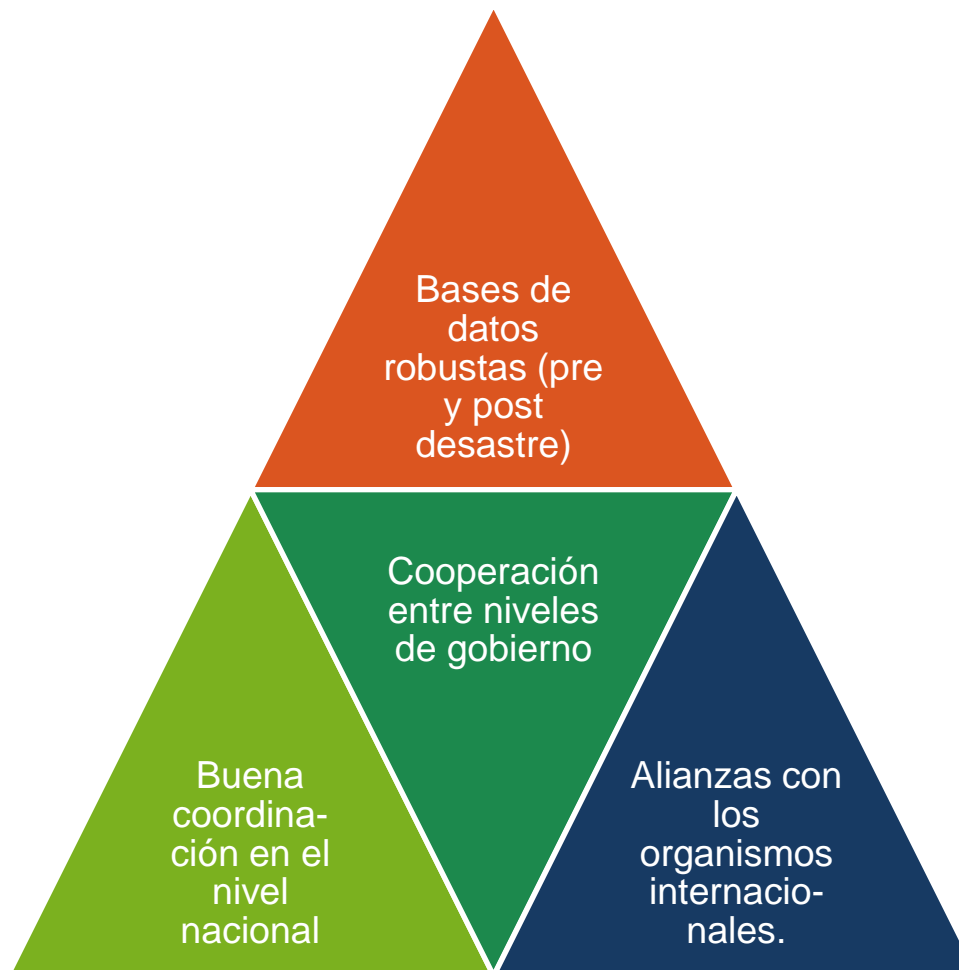 Bases de
datos
robustas (pre
y post
desastre)
Cooperación
entre niveles
de gobierno
Buena
coordina-
ción en el
nivel
nacional
Alianzas con
los
organismos
internacio-
nales.